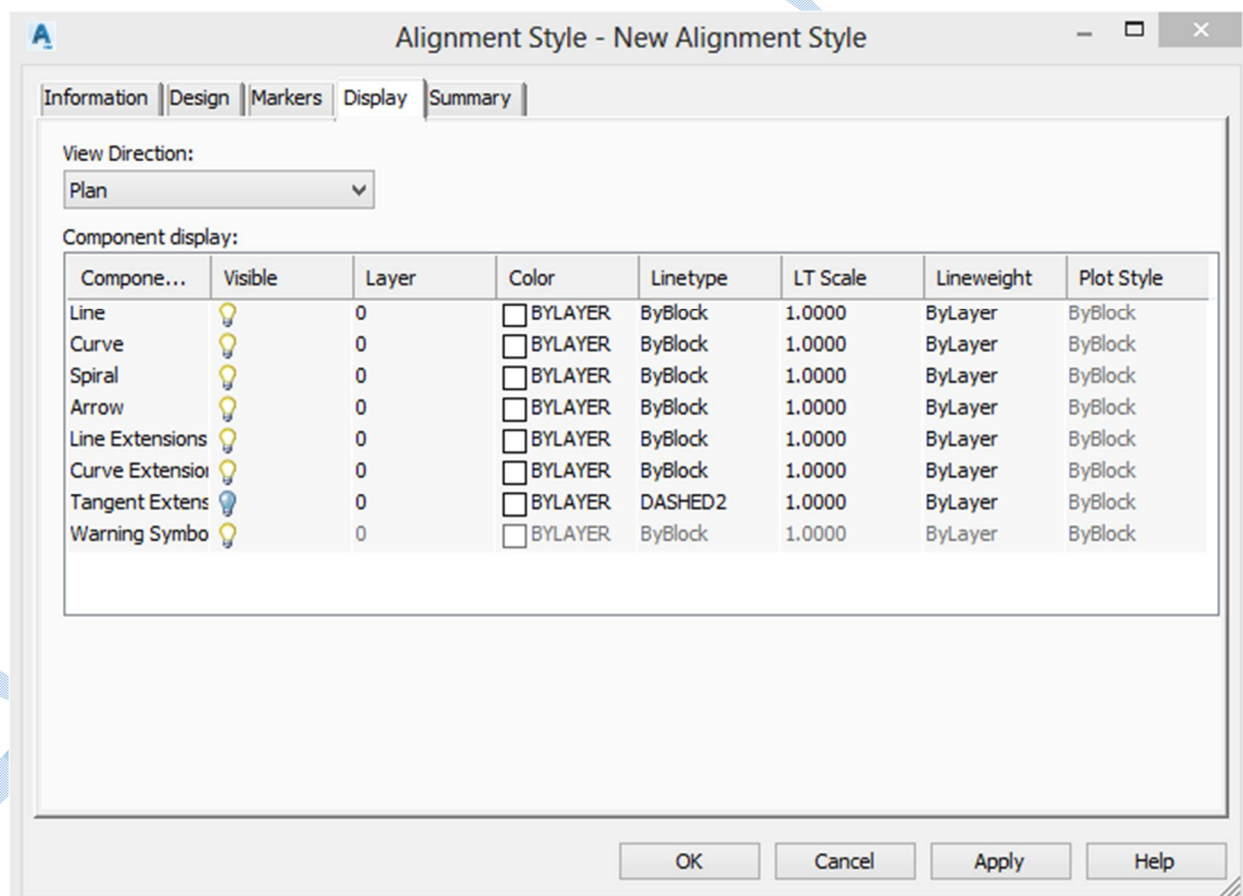 Alignment Style - New Alignment Style
Information Design Markers Display Summary
View Direction:
Plan
Component display:
Compone... Visible Layer Color Linetype LT Scale Lineweight Plot Style
Line 0 BYLAYER ByBlock 1.0000 ByLayer ByBlock
Curve 0 BYLAYER ByBlock 1.0000 ByLayer ByBlock
Spiral 0 BYLAYER ByBlock 1.0000 ByLayer ByBlock
Arrow 0 BYLAYER ByBlock 1.0000 ByLayer ByBlock
Line Extensions 0 BYLAYER ByBlock 1.0000 ByLayer ByBlock
Curve Extension 0 BYLAYER ByBlock 1.0000 ByLayer ByBlock
Tangent Extens 0 BYLAYER DASHED2 1.0000 ByLayer ByBlock
Warning Symbo 0 BYLAYER ByBlock 1.0000 ByLayer ByBlock
OK Cancel Apply Help